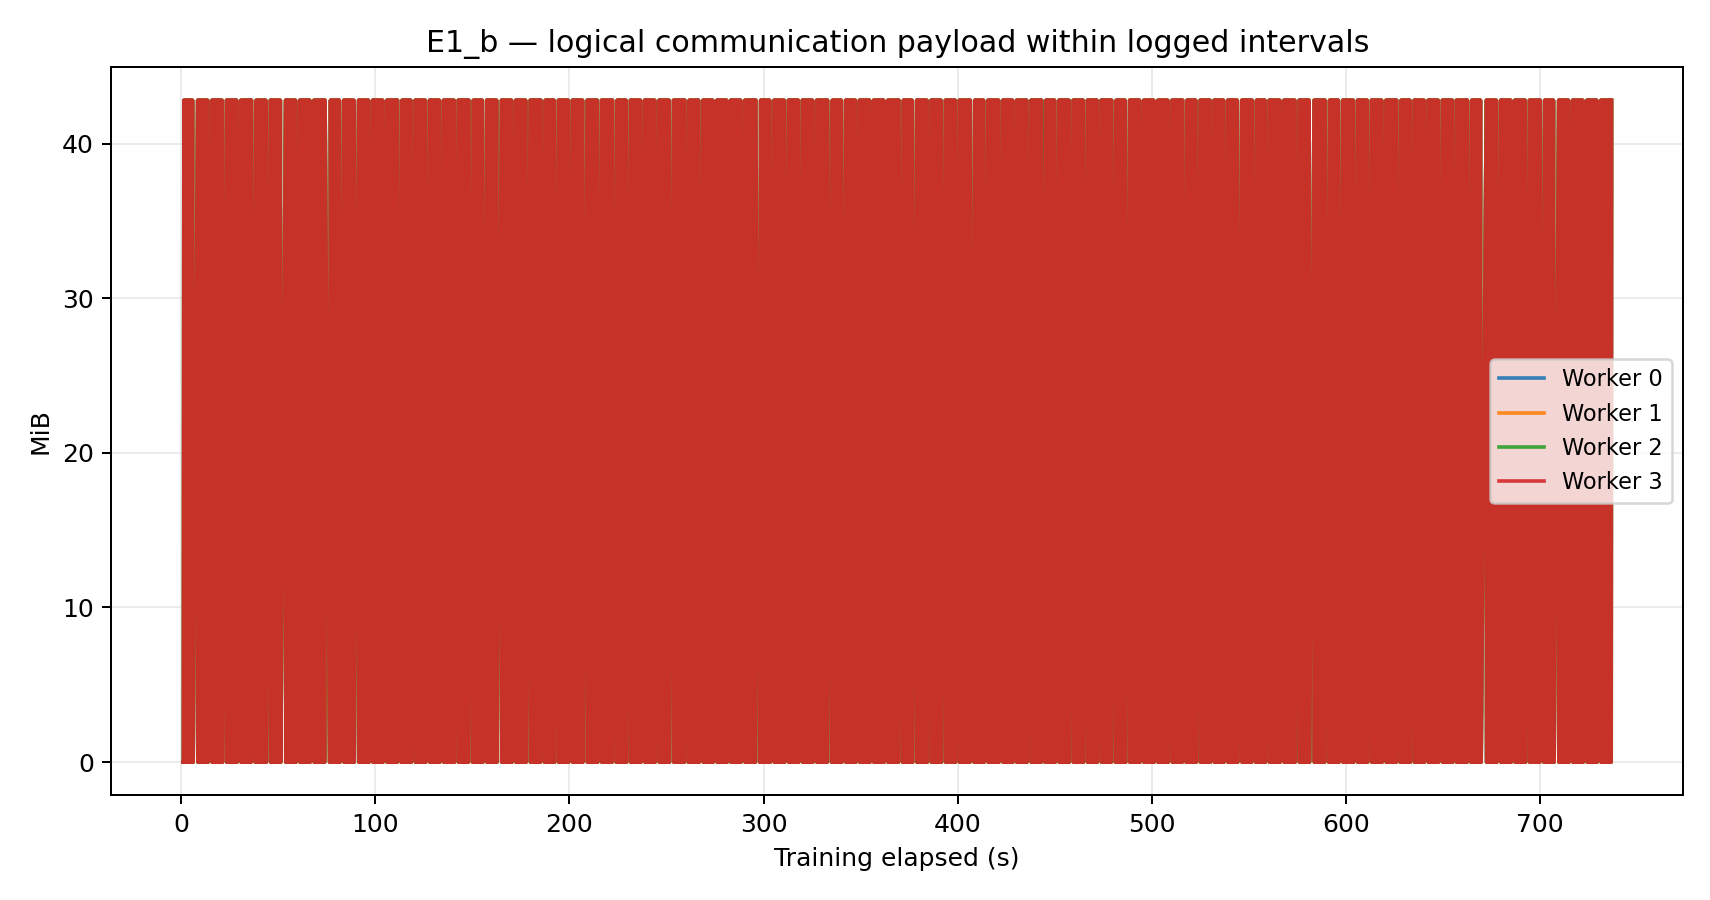 E1_b — logical communication payload within logged intervals
40
30
20
10
0
MiB
Worker 0
Worker 1
Worker 2
Worker 3
0 100 200 300 400 500 600 700
Training elapsed (s)